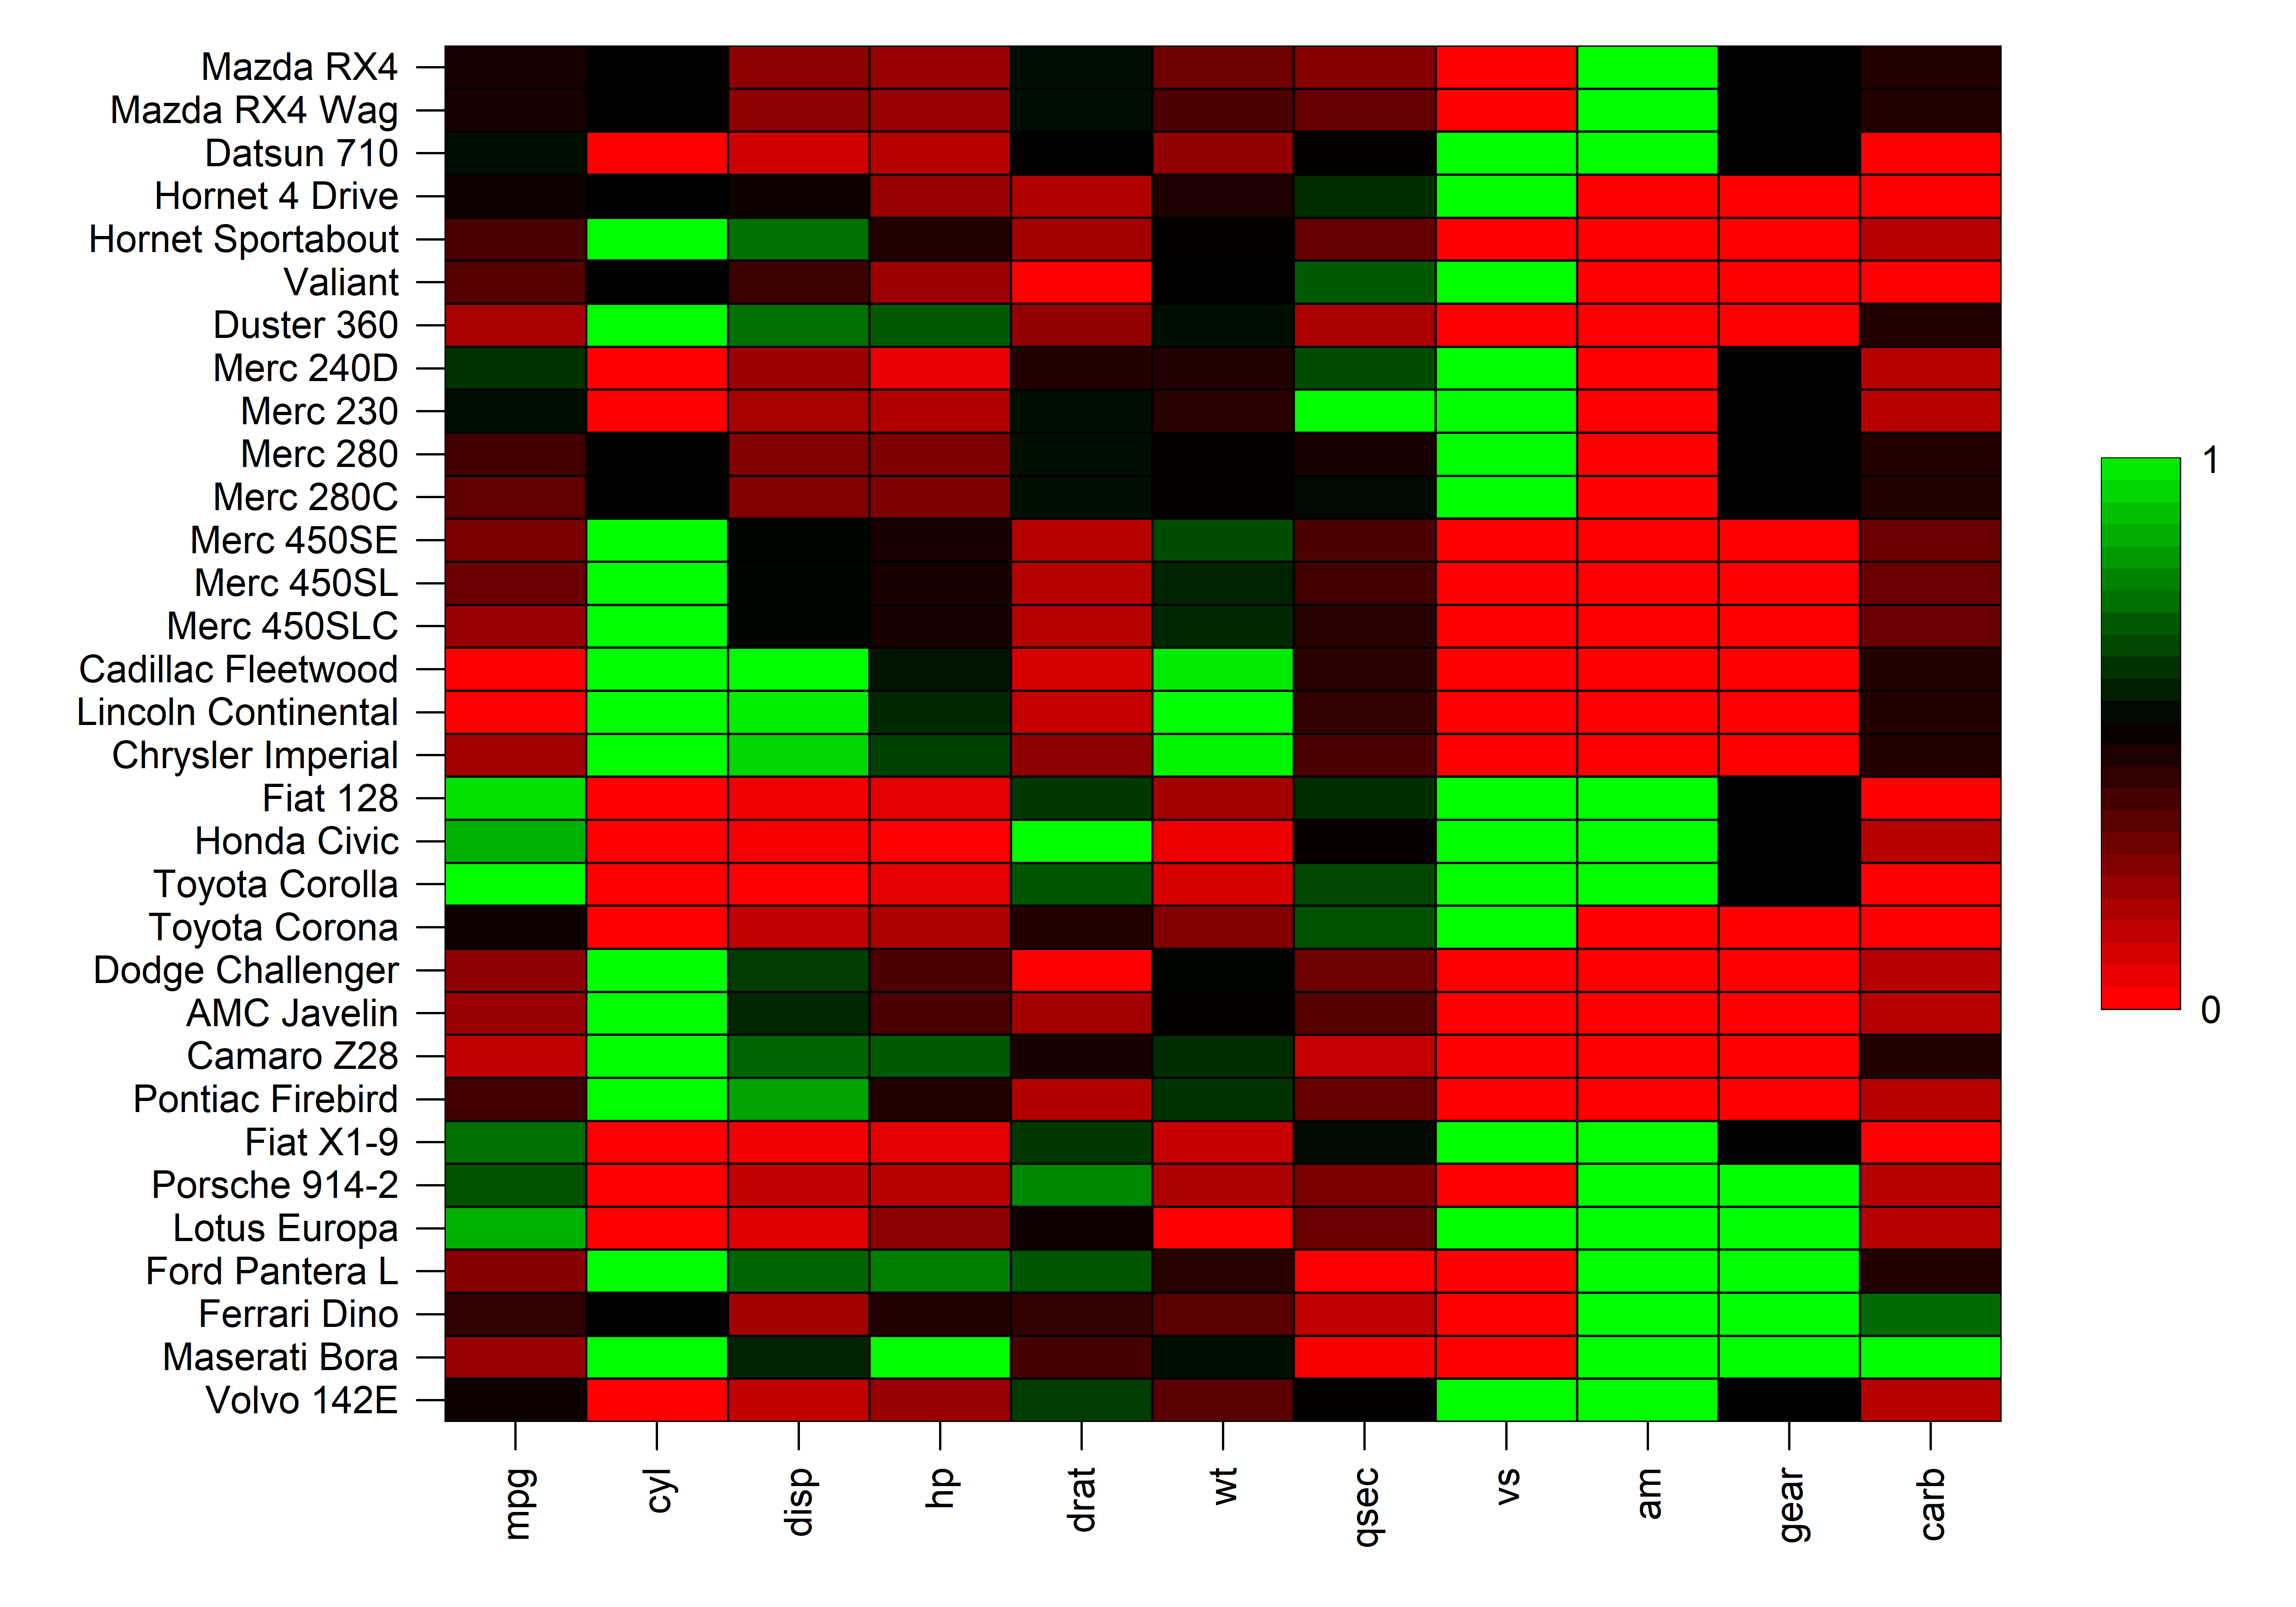 Mazda RX4
Mazda RX4 Wag
Datsun 710
Hornet 4 Drive
Hornet Sportabout
Valiant
Duster 360
Merc 240D
Merc 230
Merc 280
Merc 280C
Merc 450SE
Merc 450SL
Merc 450SLC
Cadillac Fleetwood
Lincoln Continental
Chrysler Imperial
Fiat 128
Honda Civic
Toyota Corolla
Toyota Corona
Dodge Challenger
AMC Javelin
Camaro Z28
Pontiac Firebird
Fiat X1-9
Porsche 914-2
Lotus Europa
Ford Pantera L
Ferrari Dino
Maserati Bora
Volvo 142E
mpg
cyl
disp
hp
drat
wt
qsec
vs
am
gear
carb
1
0